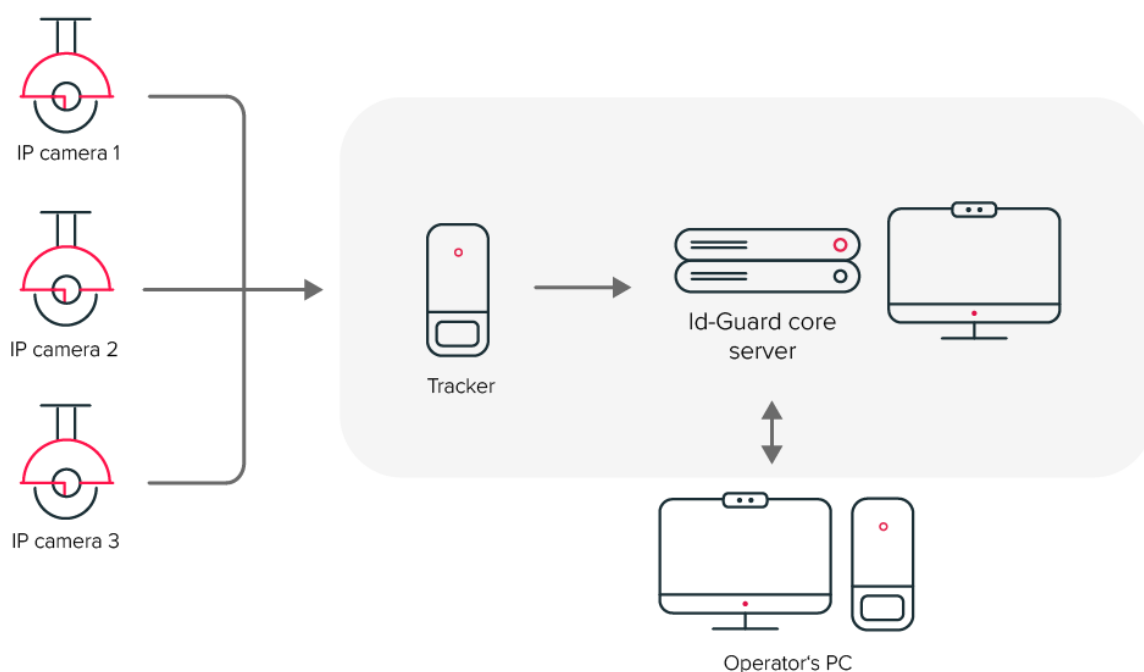 IP camera 1
IP camera 2
IP camera 3
Tracker
Id-Guard core
server
Operator's PC